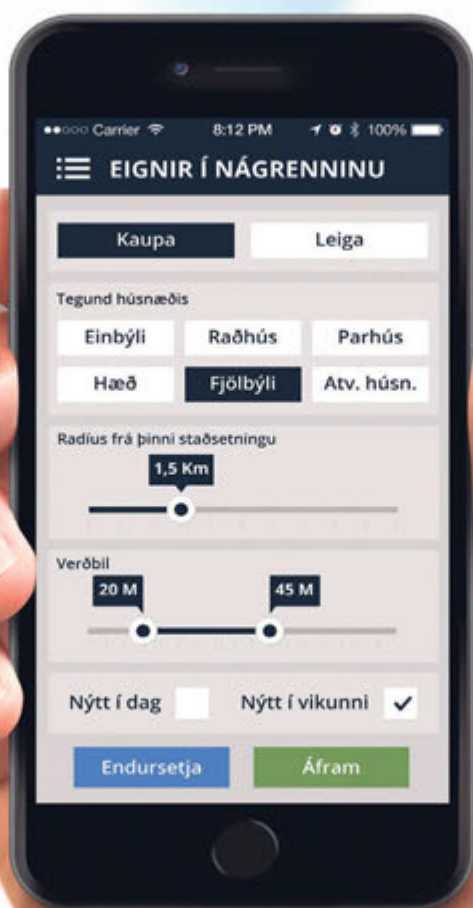 Carrier 8:12 PM 100%
EIGNIR Í NÁGRENNINU
Kaupa Leiga
Tegund húsnæðis
Einbýli Raðhús Parhús
Hæð Fjölbýli Atv. húsn.
Radíus frá þinni staðsetningu
1,5 Km
Verðbil
20 M 45 M
Nýtt í dag Nýtt í vikunni
Endursetja Áfram